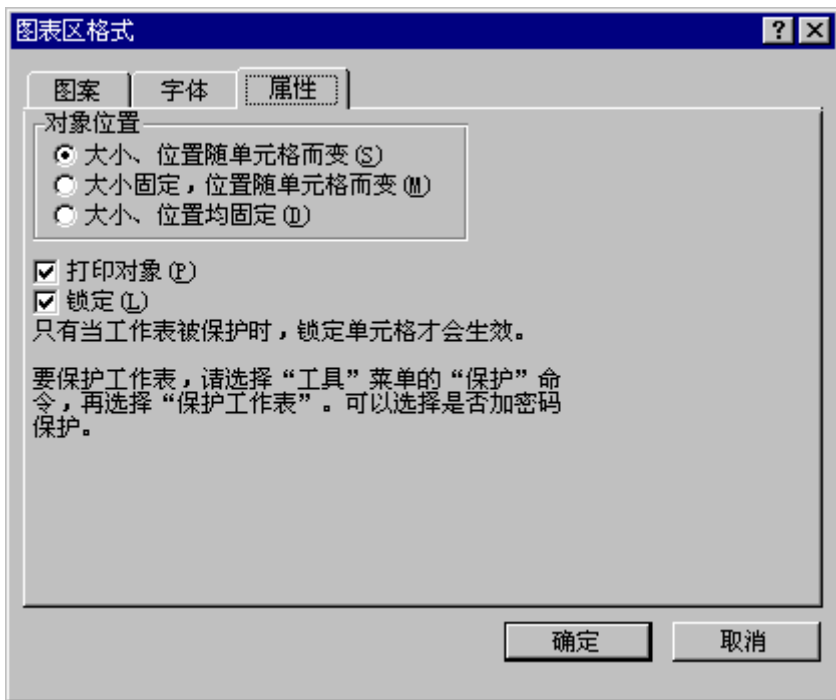 图表区格式
图案 字体 属性
对象位置
大小、位置随单元格而变(S)
大小固定，位置随单元格而变(M)
大小、位置均固定(D)
打印对象(P)
锁定(L)
只有当工作表被保护时，锁定单元格才会生效。
要保护工作表，请选择“工具”菜单的“保护”命
令，再选择“保护工作表”。可以选择是否加密码
保护。
确定 取消